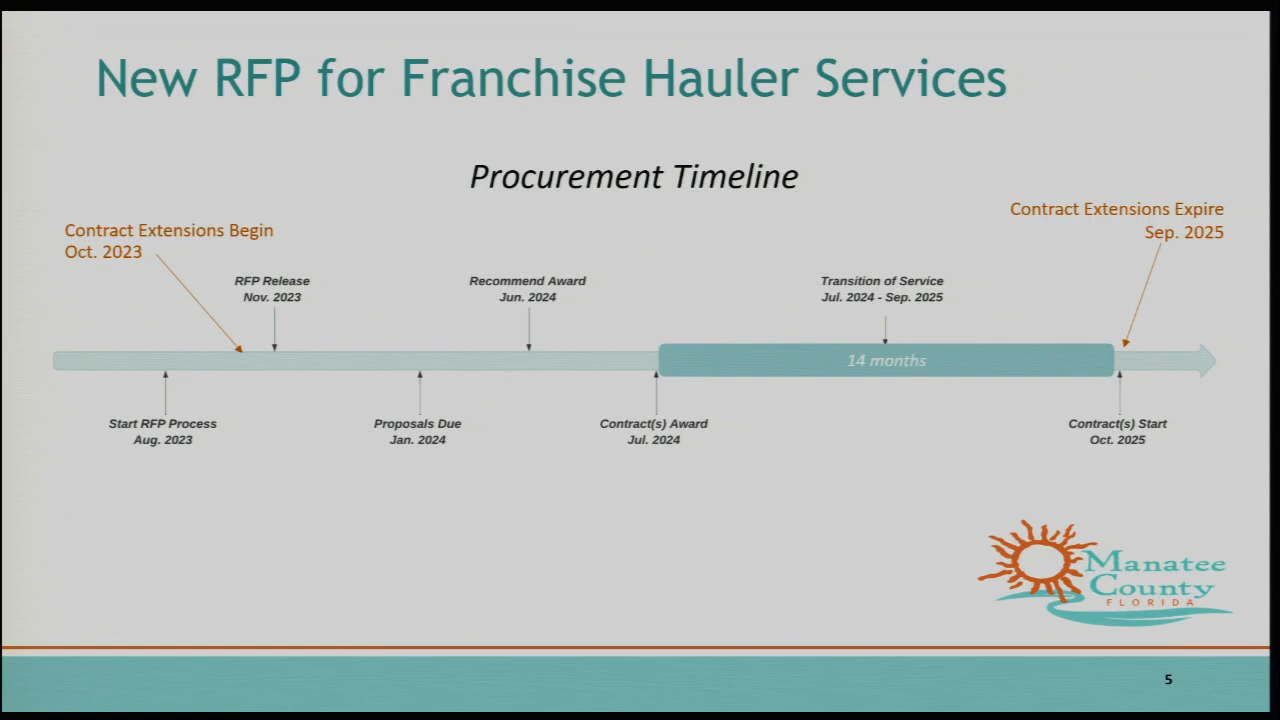 New RFP for Franchise Hauler Services
Procurement Timeline
Contract Extensions Begin
Oct. 2023
Contract Extensions Expire
Sep. 2025
RFP Release
Nov. 2023
Recommend Award
Jun. 2024
Transition of Service
Jul. 2024 - Sep. 2025
14 months
Start RFP Process
Aug. 2023
Proposals Due
Jan. 2024
Contract(s) Award
Jul. 2024
Contract(s) Start
Oct. 2025
Manatee
County
FLORIDA
5